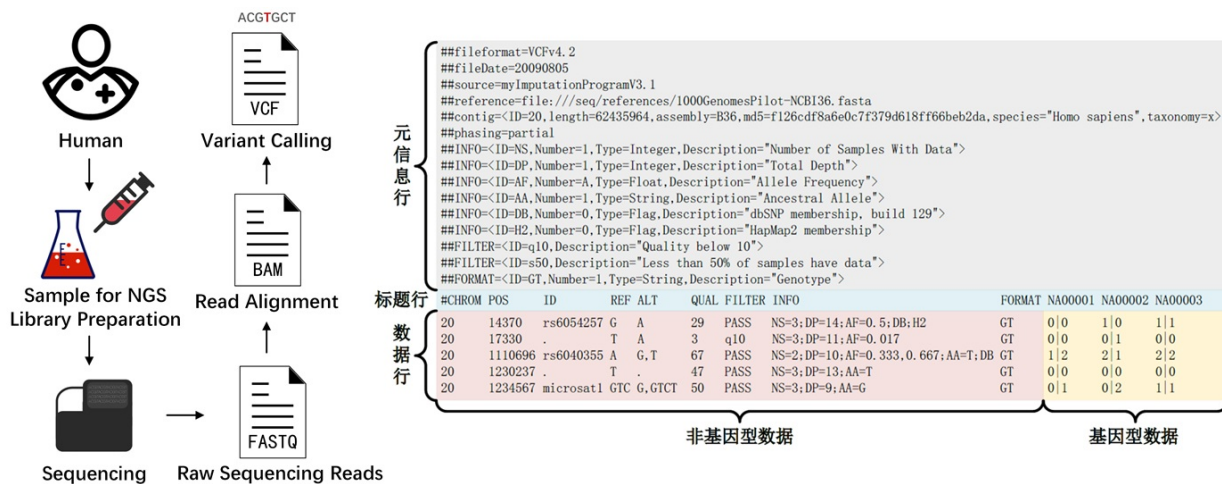 ACGTGCT
VCF
Human
Variant Calling
BAM
Sample for NGS
Library Preparation
Read Alignment
FASTQ
Sequencing
Raw Sequencing Reads
元信息行
##fileformat=VCFv4.2
##fileDate=20090805
##source=myImputationProgramV3.1
##reference=file:///seq/references/1000GenomesPilot-NCBI36.fasta
##contig=<ID=20,length=62435964,assembly=B36,md5=f126cdf8a6e0c7f379d618ff66beb2da,species="Homo sapiens",taxonomy=x>
##phasing=partial
##INFO=<ID=NS,Number=1,Type=Integer,Description="Number of Samples With Data">
##INFO=<ID=DP,Number=1,Type=Integer,Description="Total Depth">
##INFO=<ID=AF,Number=A,Type=Float,Description="Allele Frequency">
##INFO=<ID=AA,Number=1,Type=String,Description="Ancestral Allele">
##INFO=<ID=DB,Number=0,Type=Flag,Description="dbSNP membership, build 129">
##INFO=<ID=H2,Number=0,Type=Flag,Description="HapMap2 membership">
##FILTER=<ID=q10,Description="Quality below 10">
##FILTER=<ID=s50,Description="Less than 50% of samples have data">
##FORMAT=<ID=GT,Number=1,Type=String,Description="Genotype">
标题行
#CHROM POS ID REF ALT QUAL FILTER INFO FORMAT NA00001 NA00002 NA00003
数据行
20 14370 rs6054257 G A 29 PASS NS=3;DP=14;AF=0.5;DB;H2 GT 0|0 1|0 1|1
20 17330 . T A 3 q10 NS=3;DP=11;AF=0.017 GT 0|0 0|1 0|0
20 1110696 rs6040355 A G,T 67 PASS NS=2;DP=10;AF=0.333,0.667;AA=T;DB GT 1|2 2|1 2|2
20 1230237 . T . 47 PASS NS=3;DP=13;AA=T GT 0|0 0|0 0|0
20 1234567 microsat1 GTC G,GTCT 50 PASS NS=3;DP=9;AA=G GT 0|1 0|2 1|1
非基因型数据
基因型数据